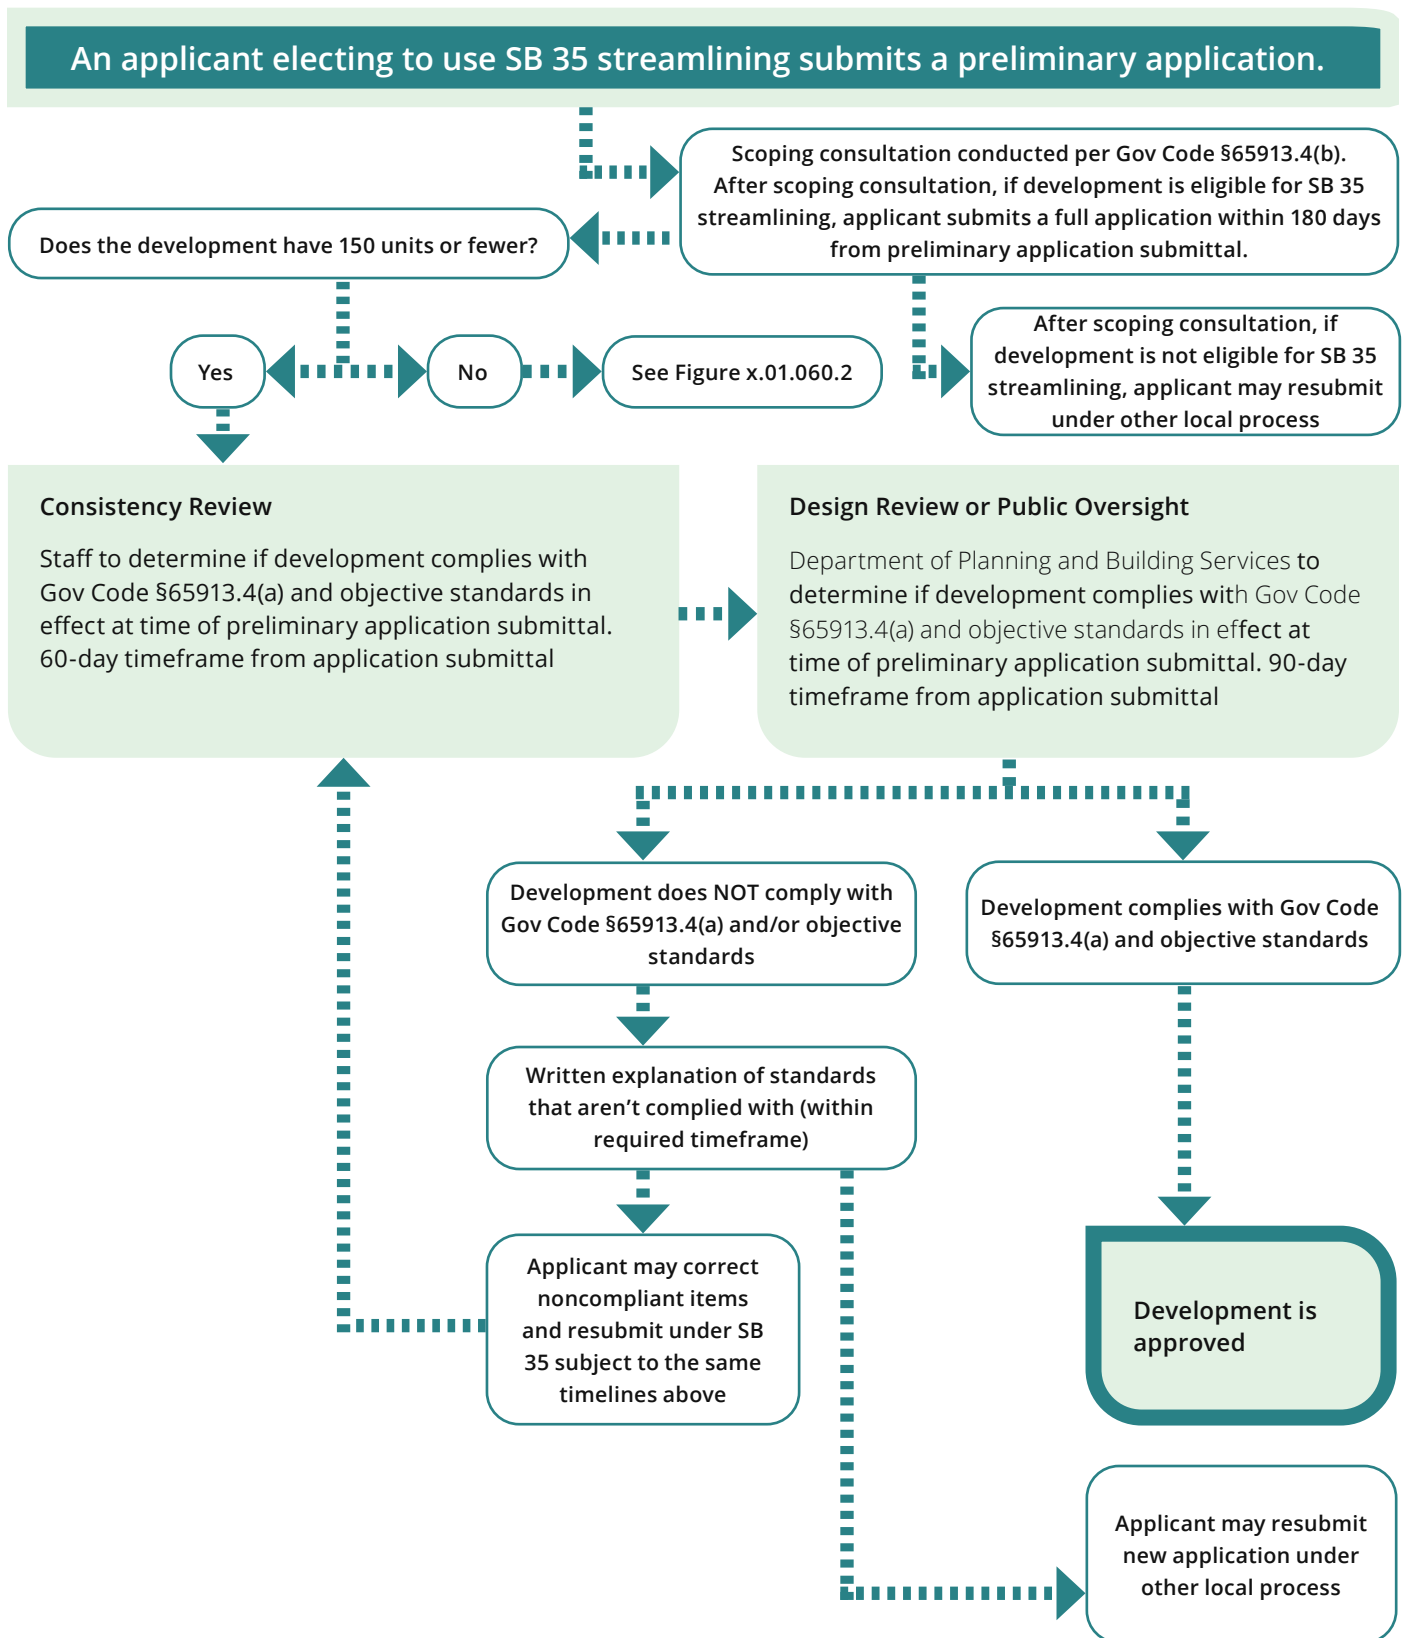 An applicant electing to use SB 35 streamlining submits a preliminary application.
Scoping consultation conducted per Gov Code §65913.4(b).
After scoping consultation, if development is eligible for SB 35
streamlining, applicant submits a full application within 180 days
from preliminary application submittal.
Does the development have 150 units or fewer?
After scoping consultation, if
development is not eligible for SB 35
streamlining, applicant may resubmit
under other local process
Yes
No
See Figure x.01.060.2
Consistency Review
Staff to determine if development complies with
Gov Code §65913.4(a) and objective standards in
effect at time of preliminary application submittal.
60-day timeframe from application submittal
Design Review or Public Oversight
Department of Planning and Building Services to
determine if development complies with Gov Code
§65913.4(a) and objective standards in effect at
time of preliminary application submittal. 90-day
timeframe from application submittal
Development does NOT comply with
Gov Code §65913.4(a) and/or objective
standards
Development complies with Gov Code
§65913.4(a) and objective standards
Written explanation of standards
that aren’t complied with (within
required timeframe)
Applicant may correct
noncompliant items
and resubmit under SB
35 subject to the same
timelines above
Development is
approved
Applicant may resubmit
new application under
other local process